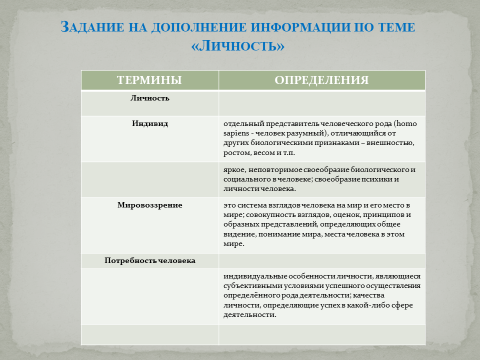 ЗАДАНИЕ НА ДОПОЛНЕНИЕ ИНФОРМАЦИИ ПО ТЕМЕ
«ЛИЧНОСТЬ»
ТЕРМИНЫ
ОПРЕДЕЛЕНИЯ
Личность
Индивид
отдельный представитель человеческого рода (homo
sapiens - человек разумный), отличающийся от
других биологическими признаками – внешностью,
ростом, весом и т.п.
яркое, неповторимое своеобразие биологического и
социального в человеке; своеобразие психики и
личности человека.
Мировоззрение
это система взглядов человека на мир и его место в
мире; совокупность взглядов, оценок, принципов и
образных представлений, определяющих общее
видение, понимание мира, места человека в этом
мире.
Потребность человека
индивидуальные особенности личности, являющиеся
субъективными условиями успешного осуществления
определённого рода деятельности; качества
личности, определяющие успех в какой-либо сфере
деятельности.